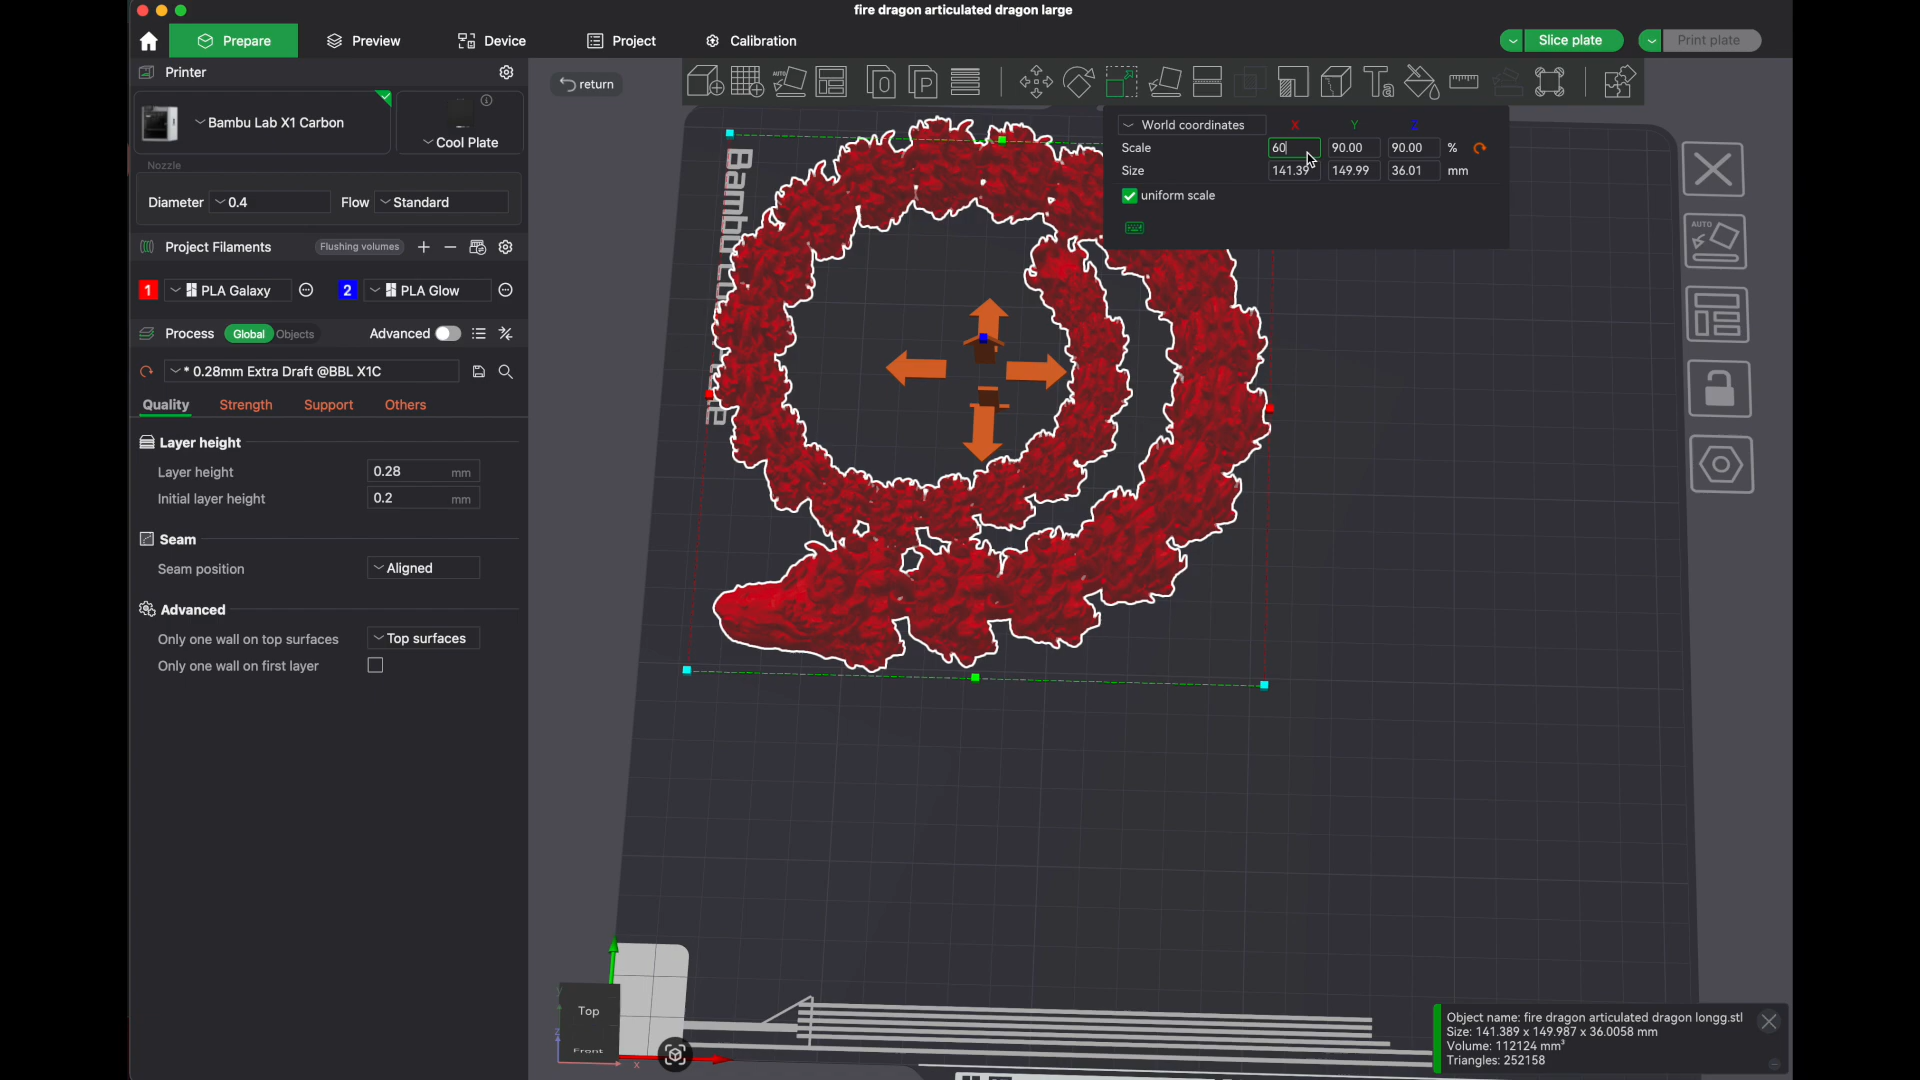 fire dragon articulated dragon large
Prepare
Preview
Device
Project
Calibration
Slice plate
Print plate
Printer
return
Bambu Lab X1 Carbon
Cool Plate
World coordinates X Y Z
Scale 60 90.00 90.00 %
Size 141.39 149.99 36.01 mm
uniform scale
Nozzle
Diameter 0.4 Flow Standard
Project Filaments Flushing volumes
1 PLA Galaxy 2 PLA Glow
Process Global Objects Advanced
* 0.28mm Extra Draft @BBL X1C
Quality Strength Support Others
Layer height
Layer height 0.28 mm
Initial layer height 0.2 mm
Seam
Seam position Aligned
Advanced
Only one wall on top surfaces Top surfaces
Only one wall on first layer
AUTO
AUTO
Top
Front
X
Object name: fire dragon articulated dragon longg.stl
Size: 141.389 x 149.987 x 36.0058 mm
Volume: 112124 mm³
Triangles: 252158